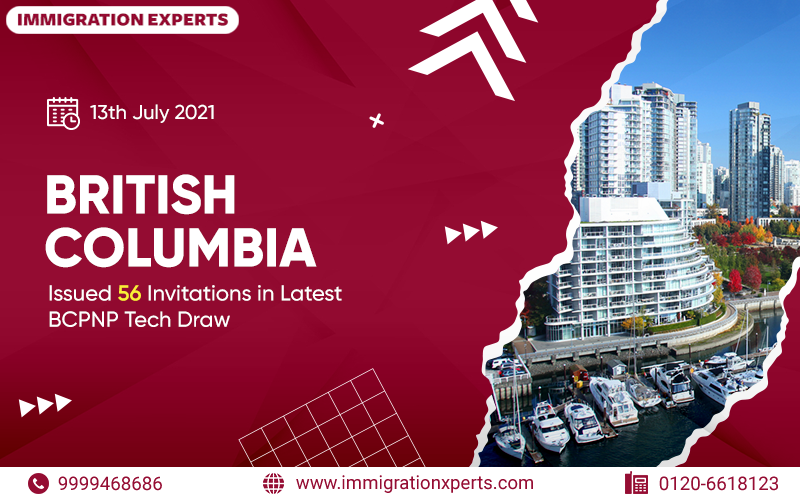 IMMIGRATION EXPERTS
13th July 2021
BRITISH
COLUMBIA
Issued 56 Invitations in Latest
BCPNP Tech Draw
9999468686
www.immigrationxperts.com
0120-6618123